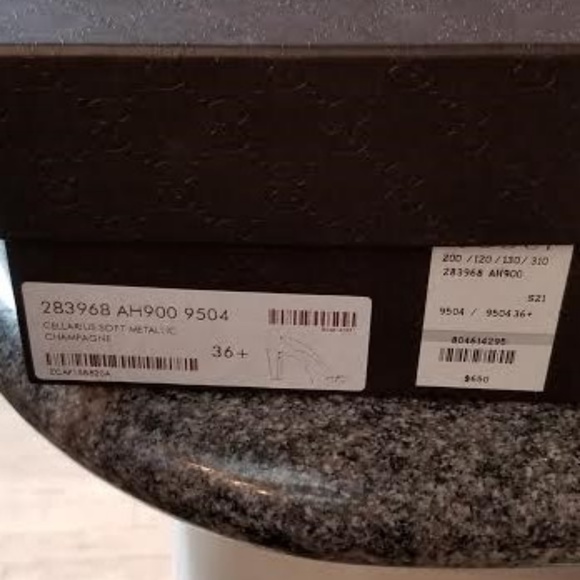 283968 AH900 9504
CELLARIUS SOFT METALLIC
CHAMPAGNE
36+
200 / 120 / 130 / 310
283968 AH900
S21
9504 / 9504 36+
804614295
$650